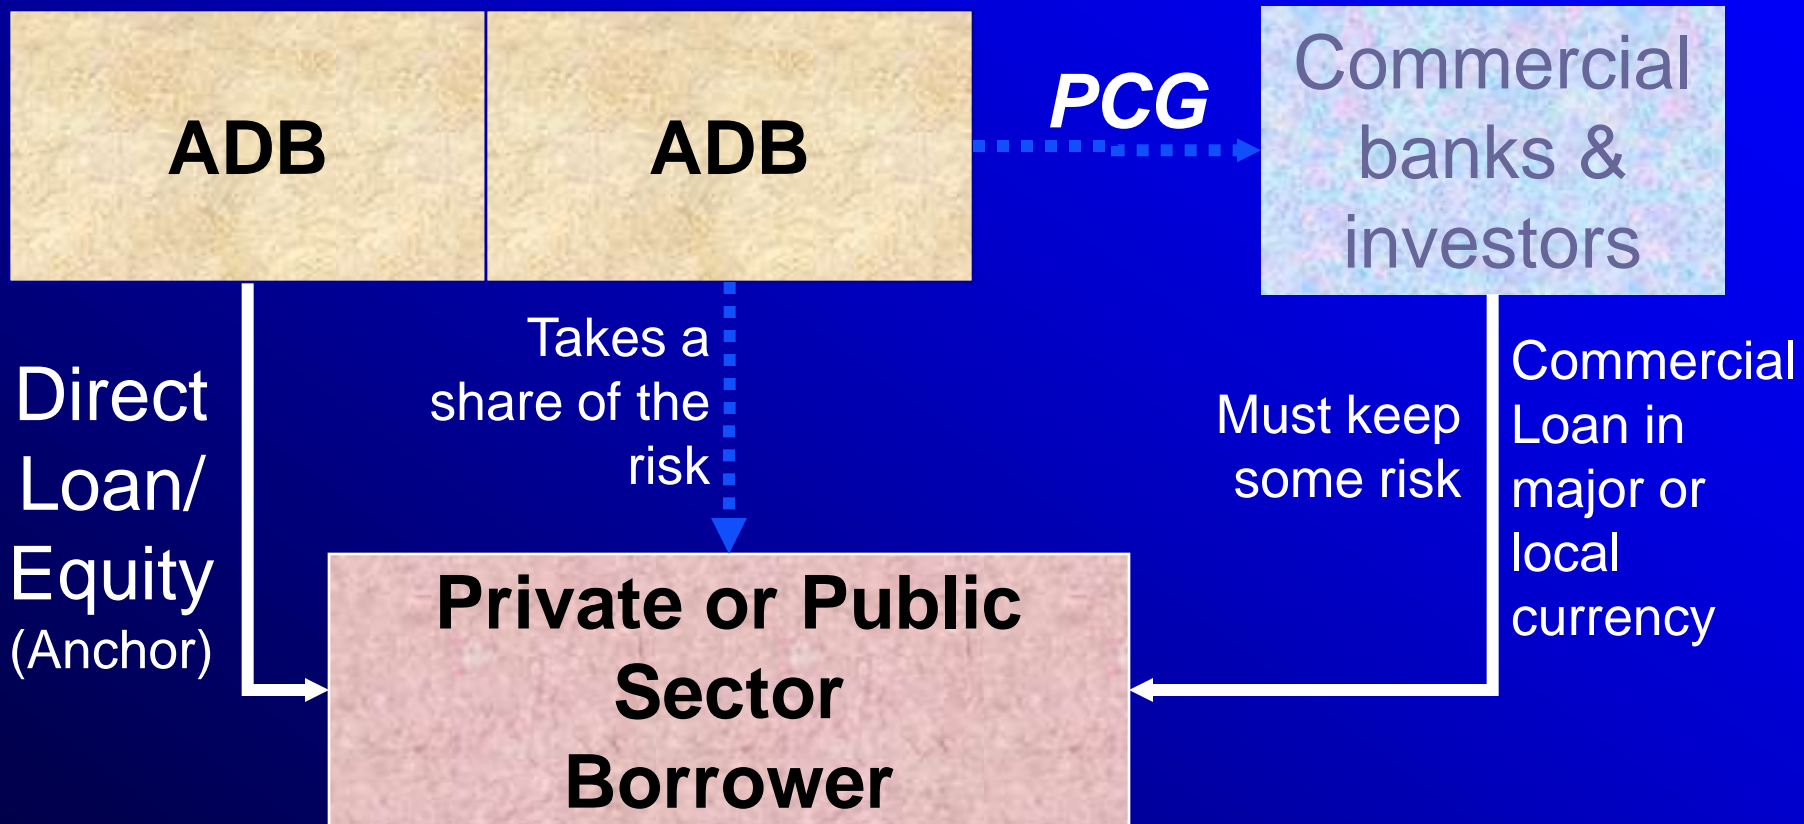 ADB
ADB
PCG
Commercial
banks &
investors
Direct
Loan/
Equity
(Anchor)
Takes a
share of the
risk
Must keep
some risk
Commercial
Loan in
major or
local
currency
Private or Public
Sector
Borrower